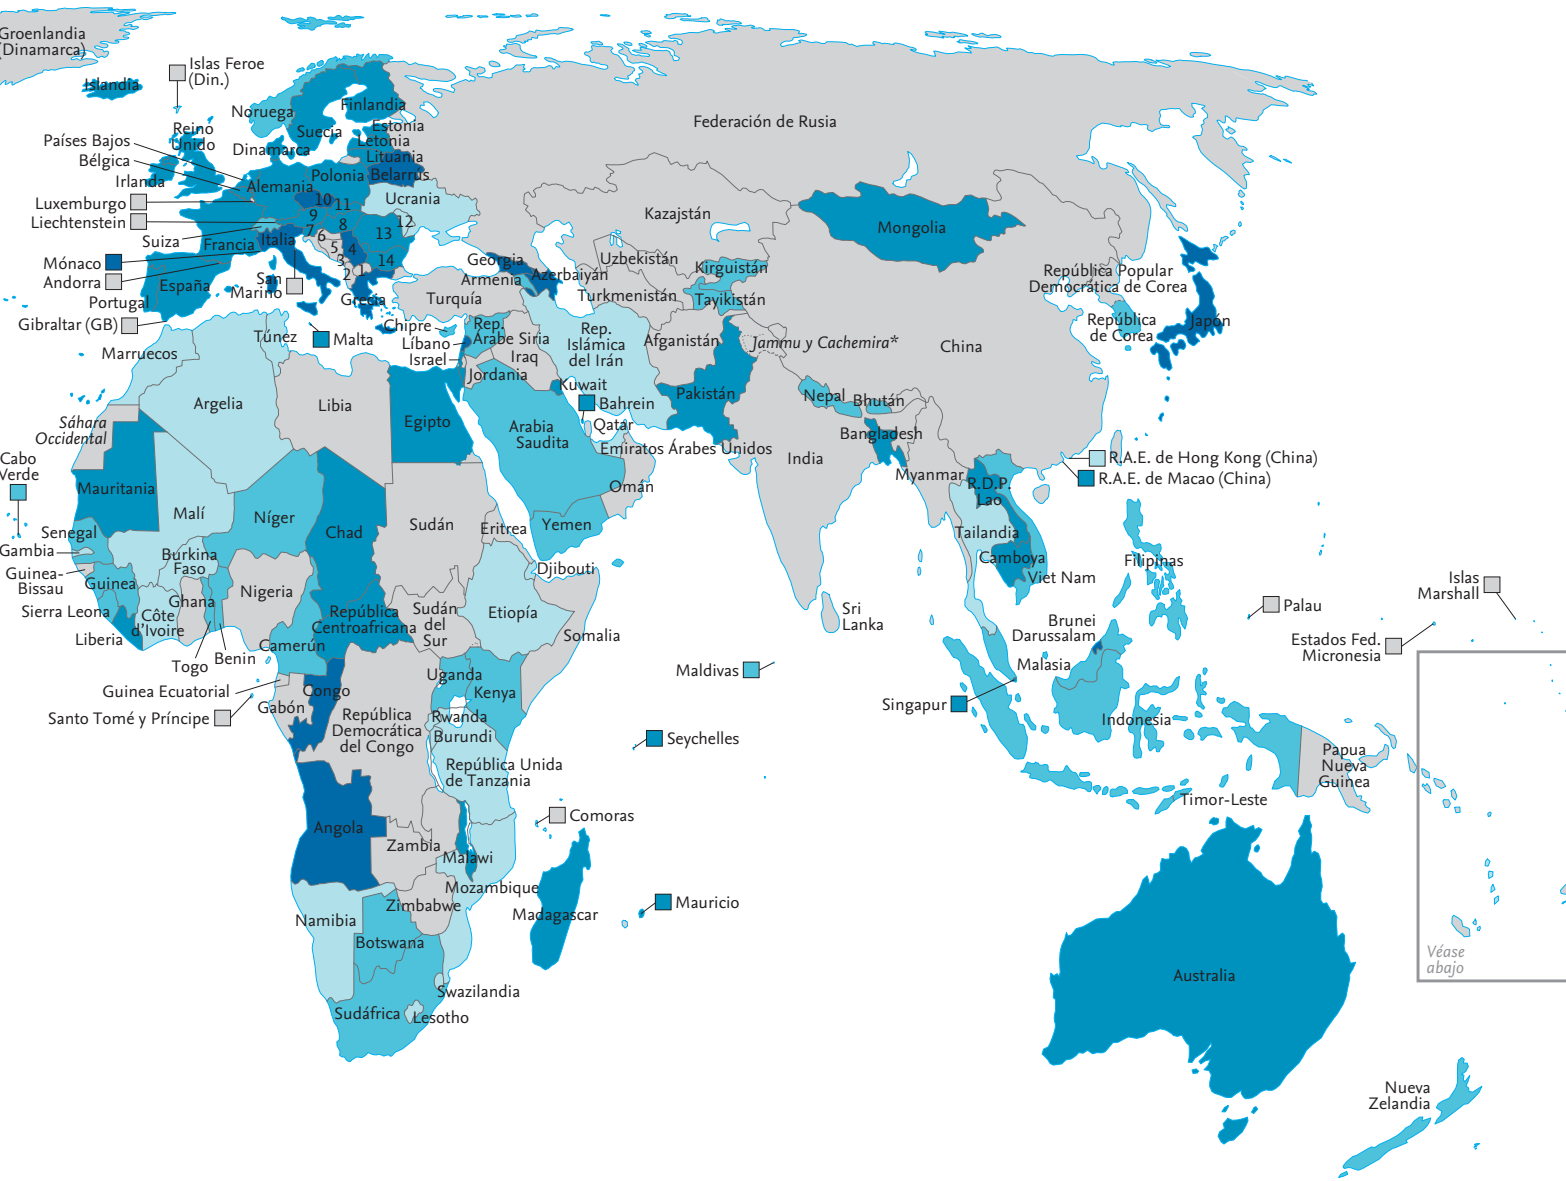 Groenlandia
(Dinamarca)
Islandia
Islas Feroe
(Din.)
Noruega
Finlandia
Suecia
Estonia
Letonia
Lituania
Belarrús
Países Bajos
Bélgica
Reino
Unido
Dinamarca
Irlanda
Alemania
Polonia
Luxemburgo
Liechtenstein
Ucrania
Suiza
Francia
Italia
10
11
9
8
7
6
5
4
3
2
1
12
13
14
Mónaco
Andorra
Portugal
España
San
Marino
Grecia
Gibraltar (GB)
Malta
Georgia
Armenia
Azerbaiyán
Turquía
Chipre
Líbano
Israel
Rep.
Árabe Siria
Iraq
Jordania
Rep.
Islámica
del Irán
Kuwait
Bahrein
Qatar
Emiratos Árabes Unidos
Arabia
Saudita
Omán
Yemen
Federación de Rusia
Kazajstán
Uzbekistán
Turkmenistán
Kirguistán
Tayikistán
Afganistán
Jammu y Cachemira*
Pakistán
Mongolia
China
India
Nepal
Bhután
Bangladesh
Myanmar
Sri
Lanka
Maldivas
República Popular
Democrática de Corea
República
de Corea
Japón
R.A.E. de Hong Kong (China)
R.A.E. de Macao (China)
R.D.P.
Lao
Tailandia
Camboya
Viet Nam
Filipinas
Brunei
Darussalam
Malasia
Singapur
Indonesia
Timor-Leste
Papua
Nueva
Guinea
Palau
Islas
Marshall
Estados Fed.
Micronesia
Véase
abajo
Australia
Nueva
Zelandia
Marruecos
Túnez
Argelia
Libia
Egipto
Sáhara
Occidental
Cabo
Verde
Mauritania
Malí
Níger
Chad
Sudán
Eritrea
Djibouti
Senegal
Gambia
Guinea-
Bissau
Guinea
Sierra Leona
Liberia
Côte
d'Ivoire
Burkina
Faso
Ghana
Togo
Benin
Nigeria
Camerún
República
Centroafricana
Sudán
del
Sur
Etiopía
Somalia
Guinea Ecuatorial
Santo Tomé y Príncipe
Gabón
Congo
República
Democrática
del Congo
Uganda
Kenya
Rwanda
Burundi
República Unida
de Tanzania
Seychelles
Comoras
Angola
Zambia
Malawi
Mozambique
Zimbabwe
Madagascar
Mauricio
Namibia
Botswana
Swazilandia
Sudáfrica
Lesotho